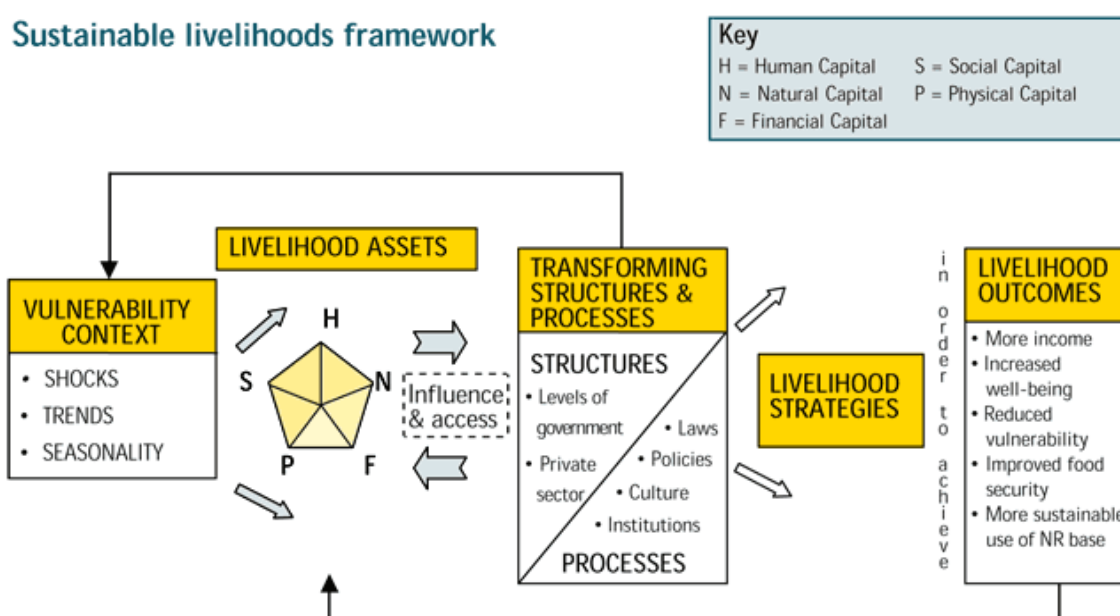 Sustainable livelihoods framework
Key
H = Human Capital
S = Social Capital
N = Natural Capital
P = Physical Capital
F = Financial Capital
LIVELIHOOD ASSETS
VULNERABILITY
CONTEXT
• SHOCKS
• TRENDS
• SEASONALITY
H
S
N
P
F
Influence
& access
TRANSFORMING
STRUCTURES &
PROCESSES
STRUCTURES
• Levels of
government
• Private
sector
• Laws
• Policies
• Culture
• Institutions
PROCESSES
LIVELIHOOD
STRATEGIES
in order to achieve
LIVELIHOOD
OUTCOMES
• More income
• Increased
well-being
• Reduced
vulnerability
• Improved food
security
• More sustainable
use of NR base